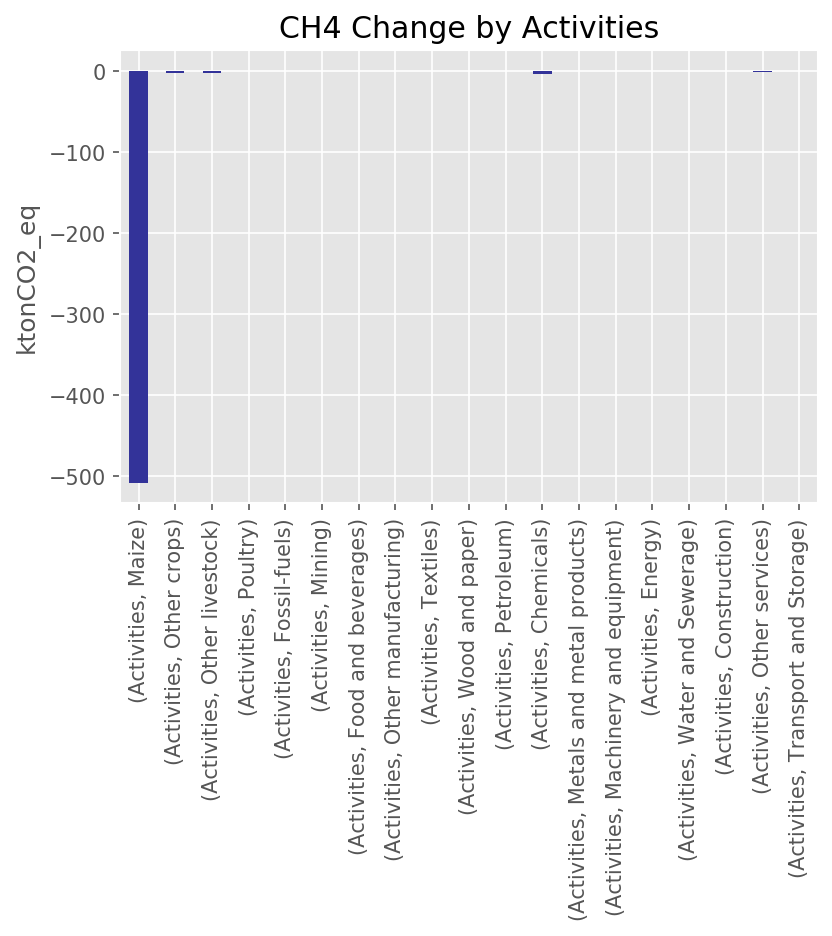 CH4 Change by Activities
ktonCO2_eq
0
−100
−200
−300
−400
−500
(Activities, Maize)
(Activities, Other crops)
(Activities, Other livestock)
(Activities, Poultry)
(Activities, Fossil-fuels)
(Activities, Mining)
(Activities, Food and beverages)
(Activities, Other manufacturing)
(Activities, Textiles)
(Activities, Wood and paper)
(Activities, Petroleum)
(Activities, Chemicals)
(Activities, Metals and metal products)
(Activities, Machinery and equipment)
(Activities, Energy)
(Activities, Water and Sewerage)
(Activities, Construction)
(Activities, Other services)
(Activities, Transport and Storage)